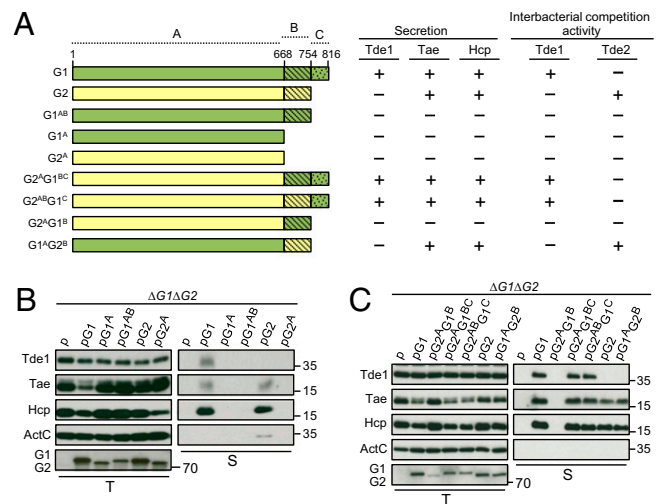 A
A B C
1 668 754 816
Secretion
Interbacterial competition activity
Tde1 Tae Hcp Tde1 Tde2
G1 + + + + −
G2 − + + − +
G1ᴬᴮ − − − − −
G1ᴬ − − − − −
G2ᴬ − − − − −
G2ᴬG1ᴮᶜ + + + + −
G2ᴬᴮG1ᶜ + + + + −
G2ᴬG1ᴮ − − − − −
G1ᴬG2ᴮ − + + − +
B
ΔG1ΔG2
p pG1 pG1A pG1ᴬᴮ pG2 pG2ᴬ p pG1 pG1A pG1AB pG2 pG2A
Tde1 35
Tae 15
Hcp 15
ActC 35
G1
G2 70
T S
C
ΔG1ΔG2
p pG1 pG2ᴬG1ᴮ pG2ᴬG1ᴮᶜ pG2ᴬᴮG1ᶜ pG2 pG1ᴬG2ᴮ p pG1 pG2ᴬG1ᴮ pG2ᴬG1ᴮᶜ pG2ᴬᴮG1ᶜ pG2 pG1ᴬG2ᴮ
Tde1 35
Tae 15
Hcp 15
ActC 35
G1
G2 70
T S